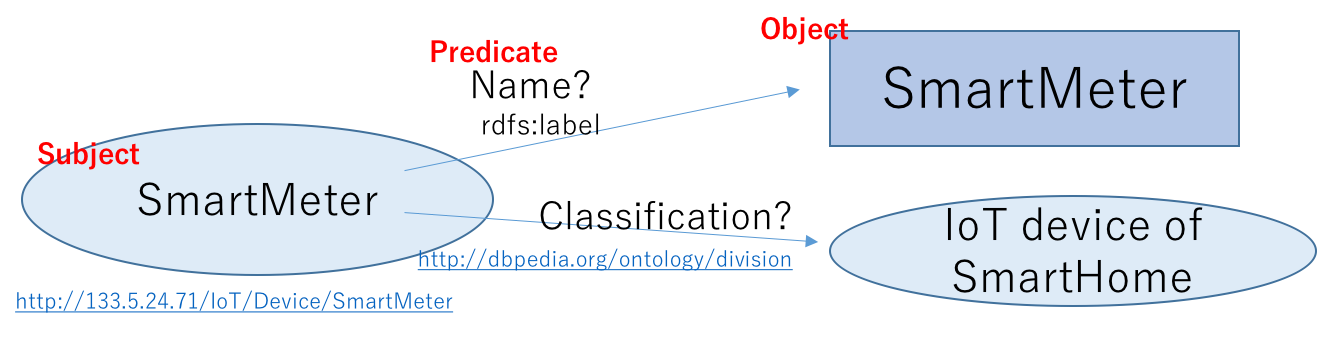 Object
Predicate
Name?
SmartMeter
rdfs:label
Subject
SmartMeter
Classification?
IoT device of
SmartHome
http://dbpedia.org/ontology/division
http://133.5.24.71/IoT/Device/SmartMeter